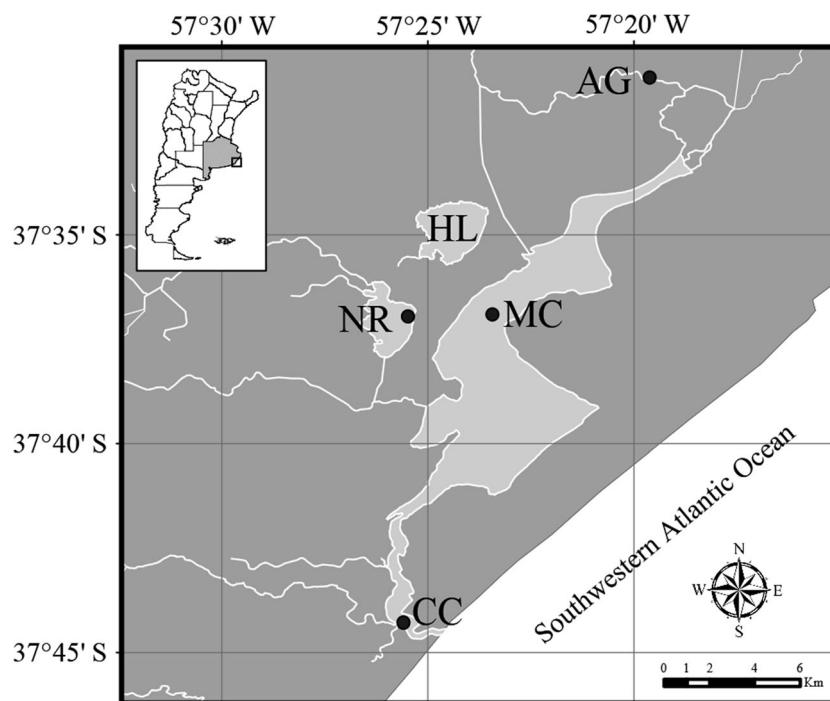 57°30' W 57°25' W 57°20' W
AG
37°35' S
HL
NR
MC
37°40' S
Southwestern Atlantic Ocean
N
W E
S
CC
37°45' S
0 1 2 4 6
Km